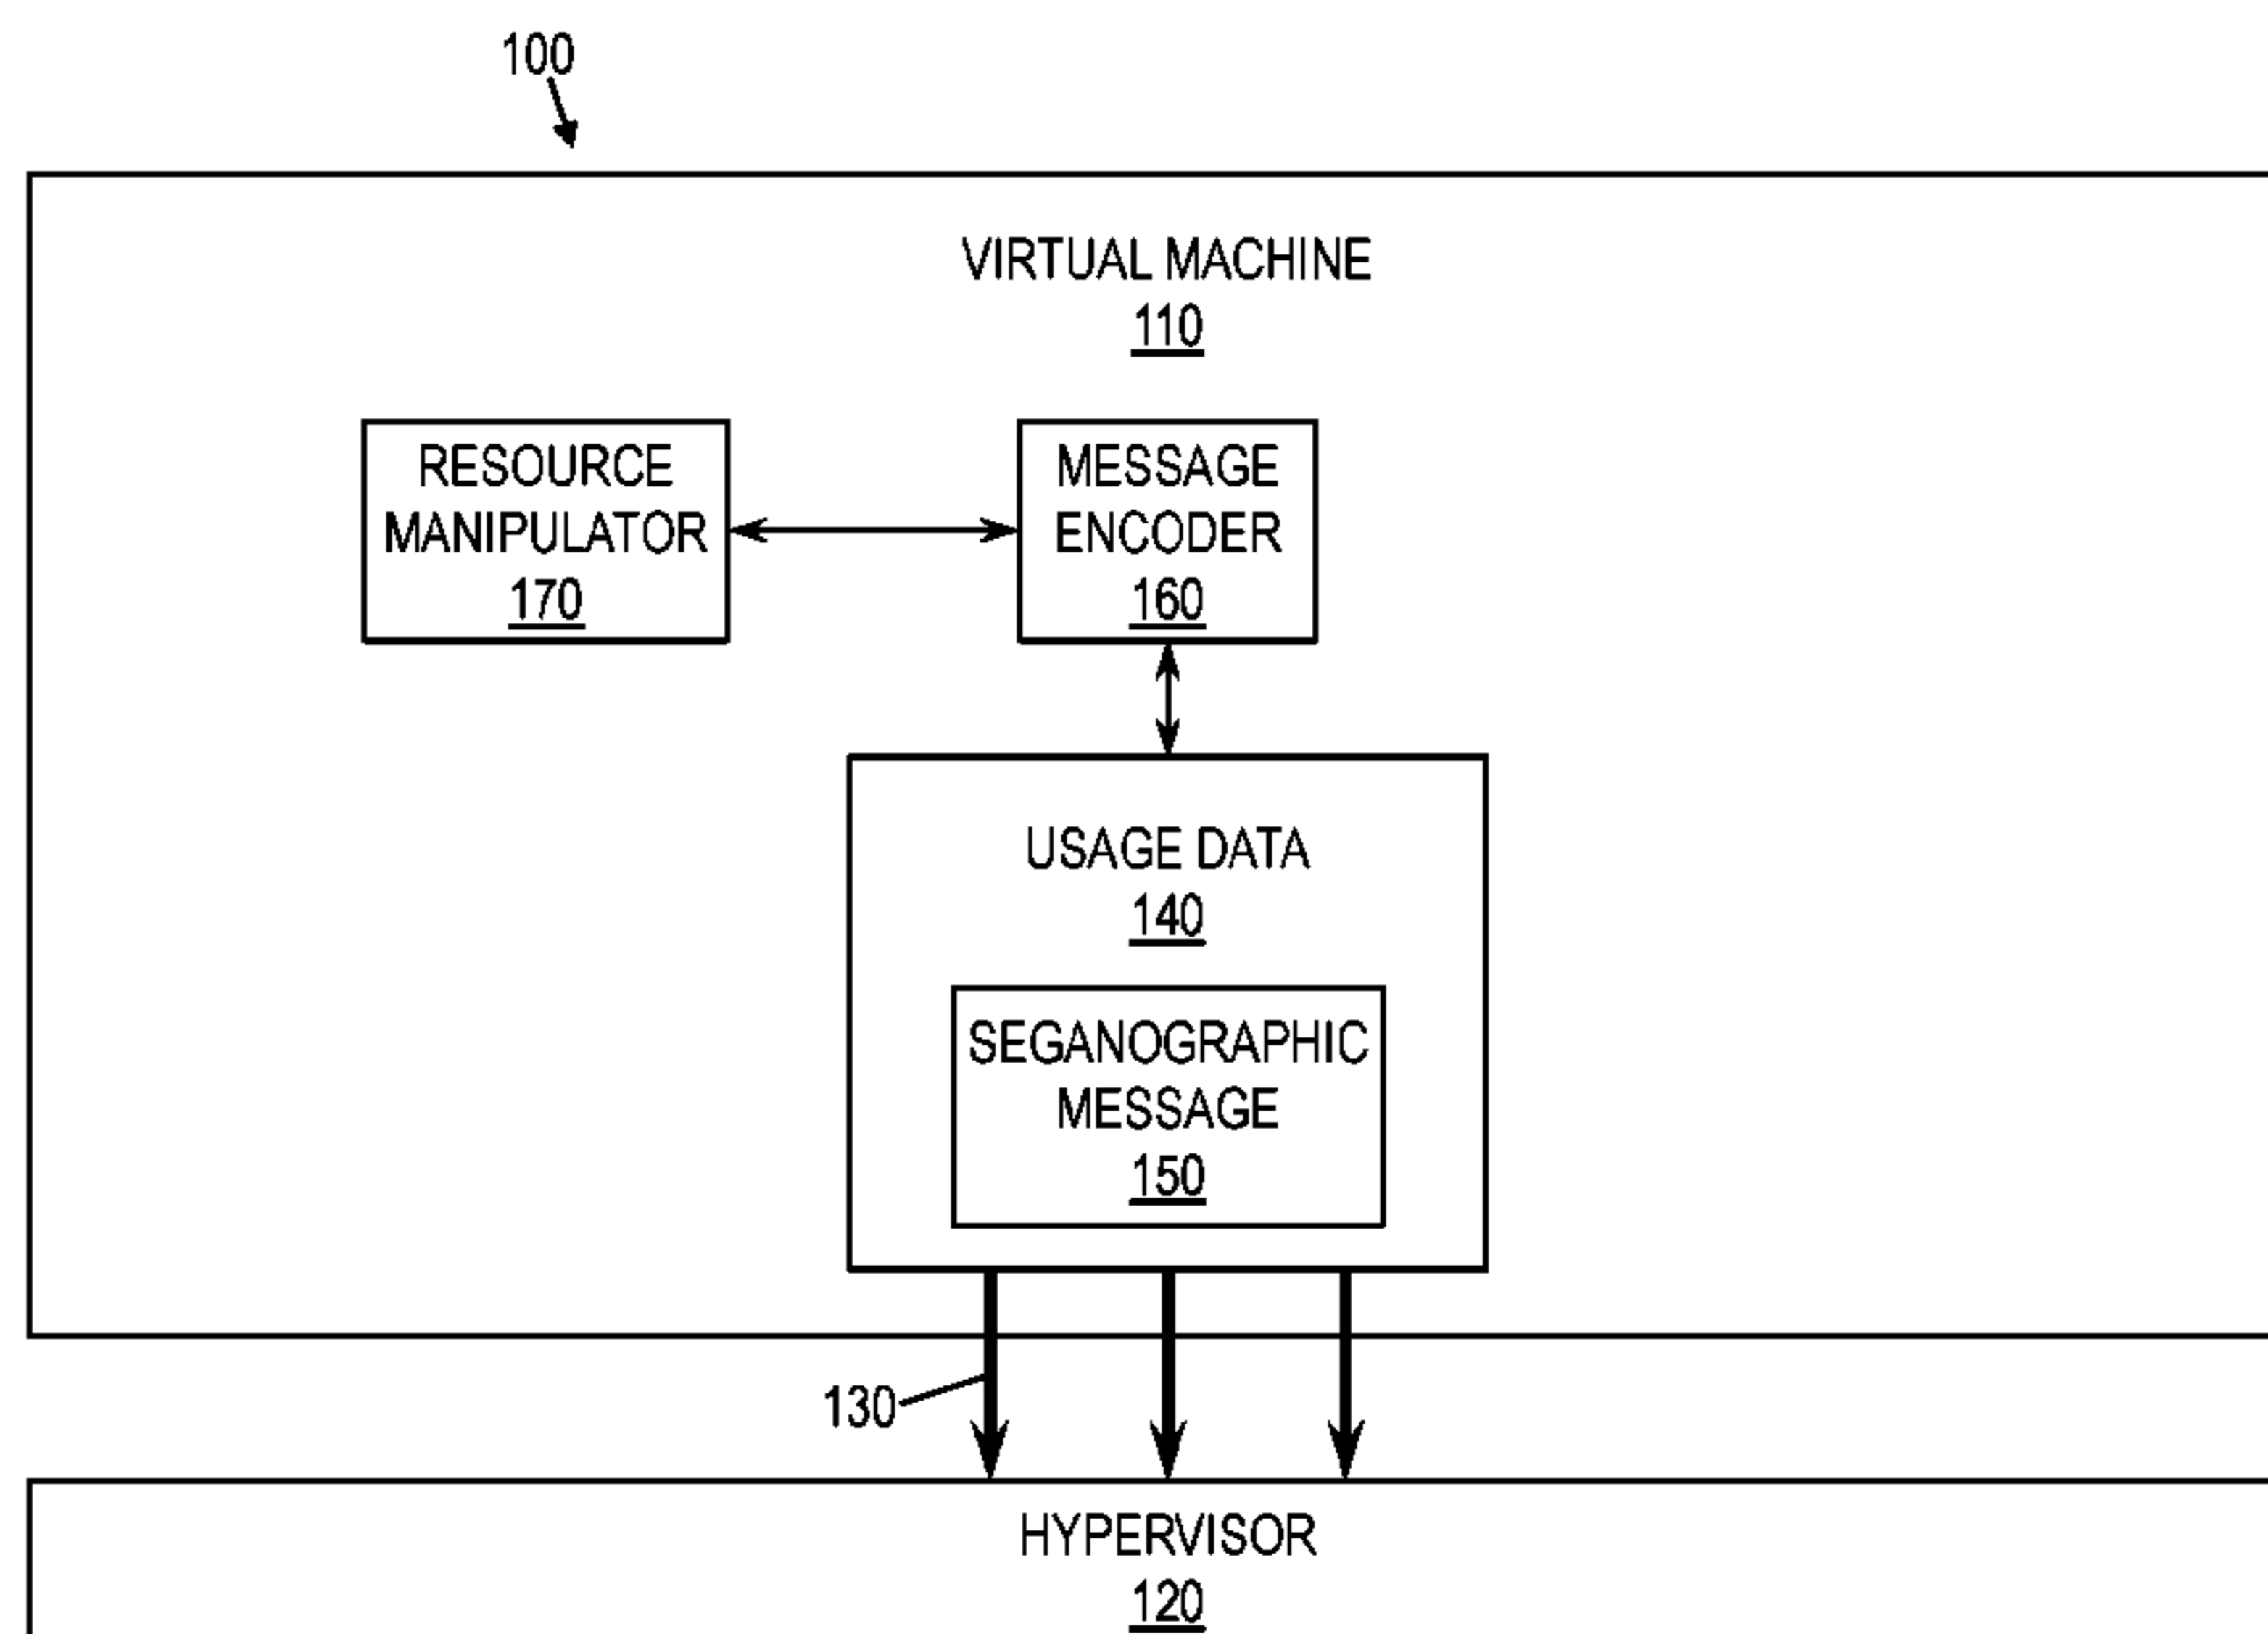 100
VIRTUAL MACHINE
110
RESOURCE
MANIPULATOR
170
MESSAGE
ENCODER
160
USAGE DATA
140
SEGANOGRAPHIC
MESSAGE
150
130
HYPERVISOR
120